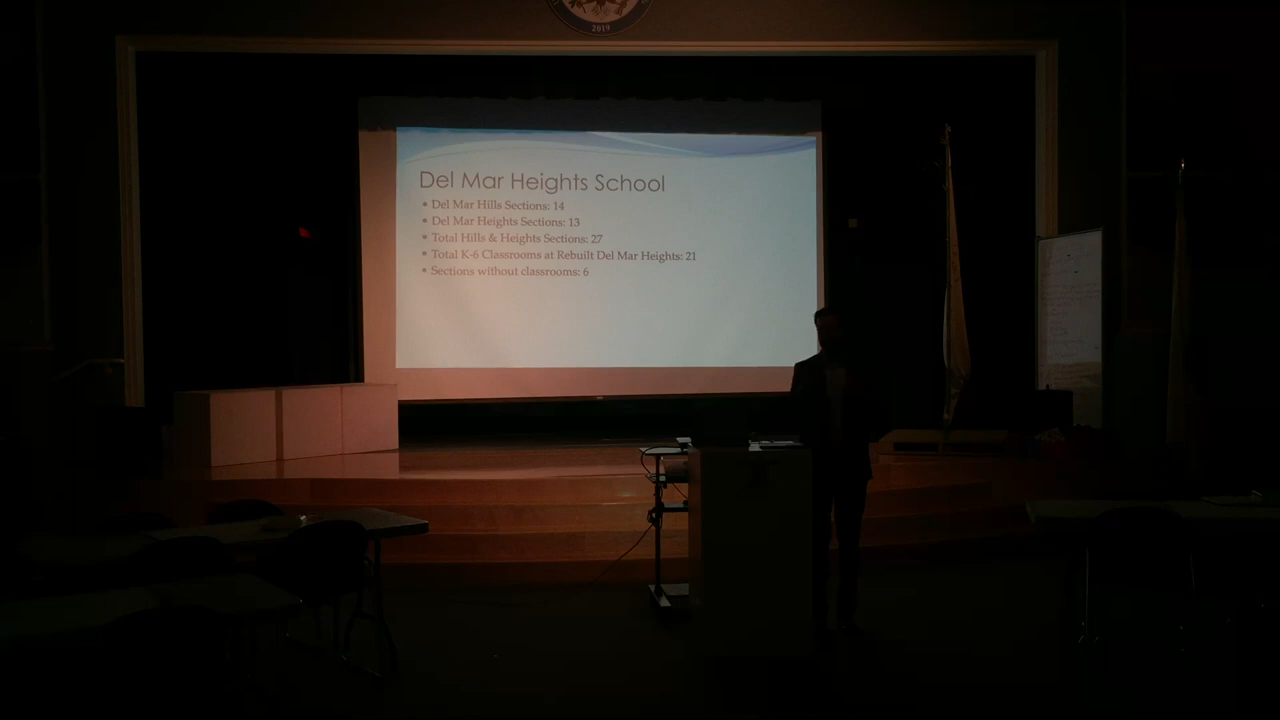 2019
Del Mar Heights School
• Del Mar Hills Sections: 14
• Del Mar Heights Sections: 13
• Total Hills & Heights Sections: 27
• Total K-6 Classrooms at Rebuilt Del Mar Heights: 21
• Sections without classrooms: 6